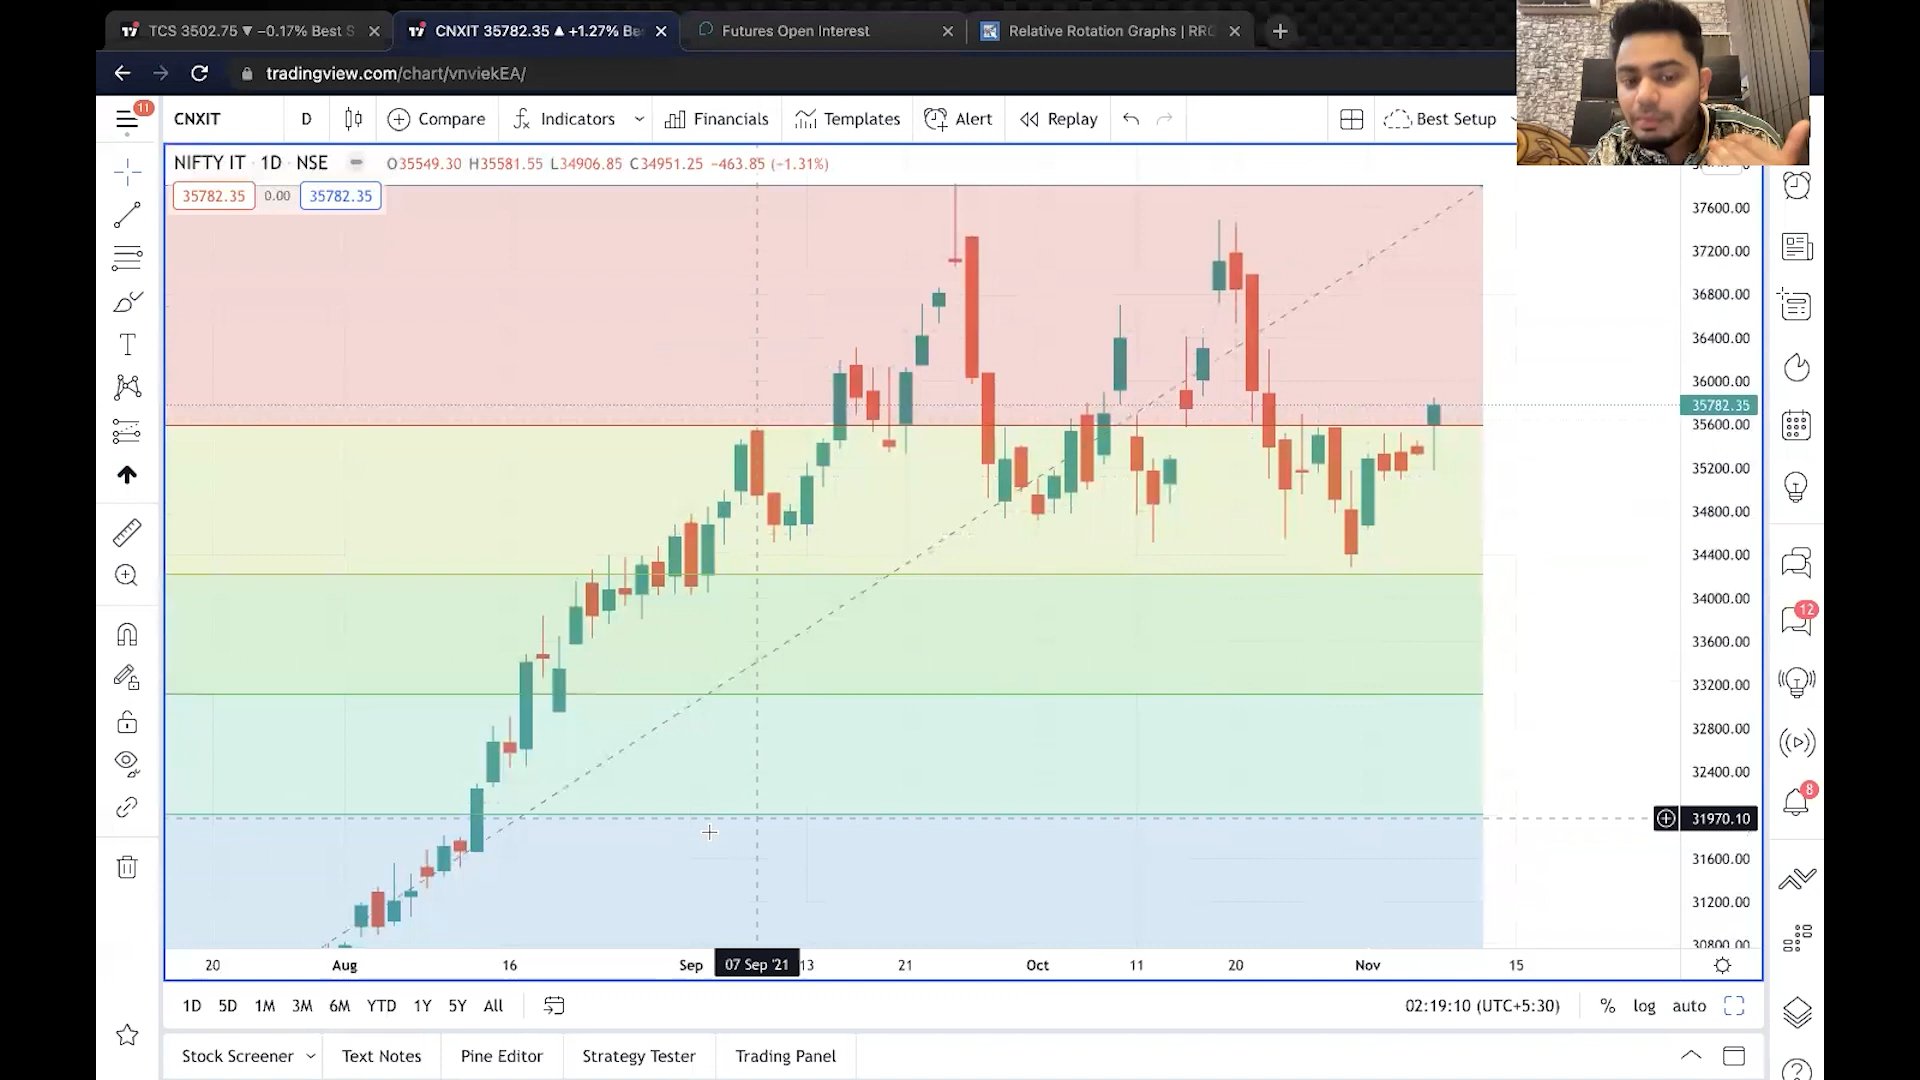 TCS 3502.75 ▼ −0.17% Best S
CNXIT 35782.35 ▲ +1.27% Be
Futures Open Interest
Relative Rotation Graphs | RRG
tradingview.com/chart/vnviekEA/
11
CNXIT
D
Compare
Indicators
Financials
Templates
Alert
Replay
Best Setup
NIFTY IT · 1D · NSE
O35549.30 H35581.55 L34906.85 C34951.25 −463.85 (−1.31%)
35782.35
0.00
35782.35
37600.00
37200.00
36800.00
36400.00
36000.00
35782.35
35600.00
35200.00
34800.00
34400.00
34000.00
33600.00
33200.00
32800.00
32400.00
31970.10
31600.00
31200.00
30800.00
12
8
20
Aug
16
Sep
07 Sep '21
13
21
Oct
11
20
Nov
15
1D 5D 1M 3M 6M YTD 1Y 5Y All
02:19:10 (UTC+5:30)
% log auto
Stock Screener
Text Notes
Pine Editor
Strategy Tester
Trading Panel